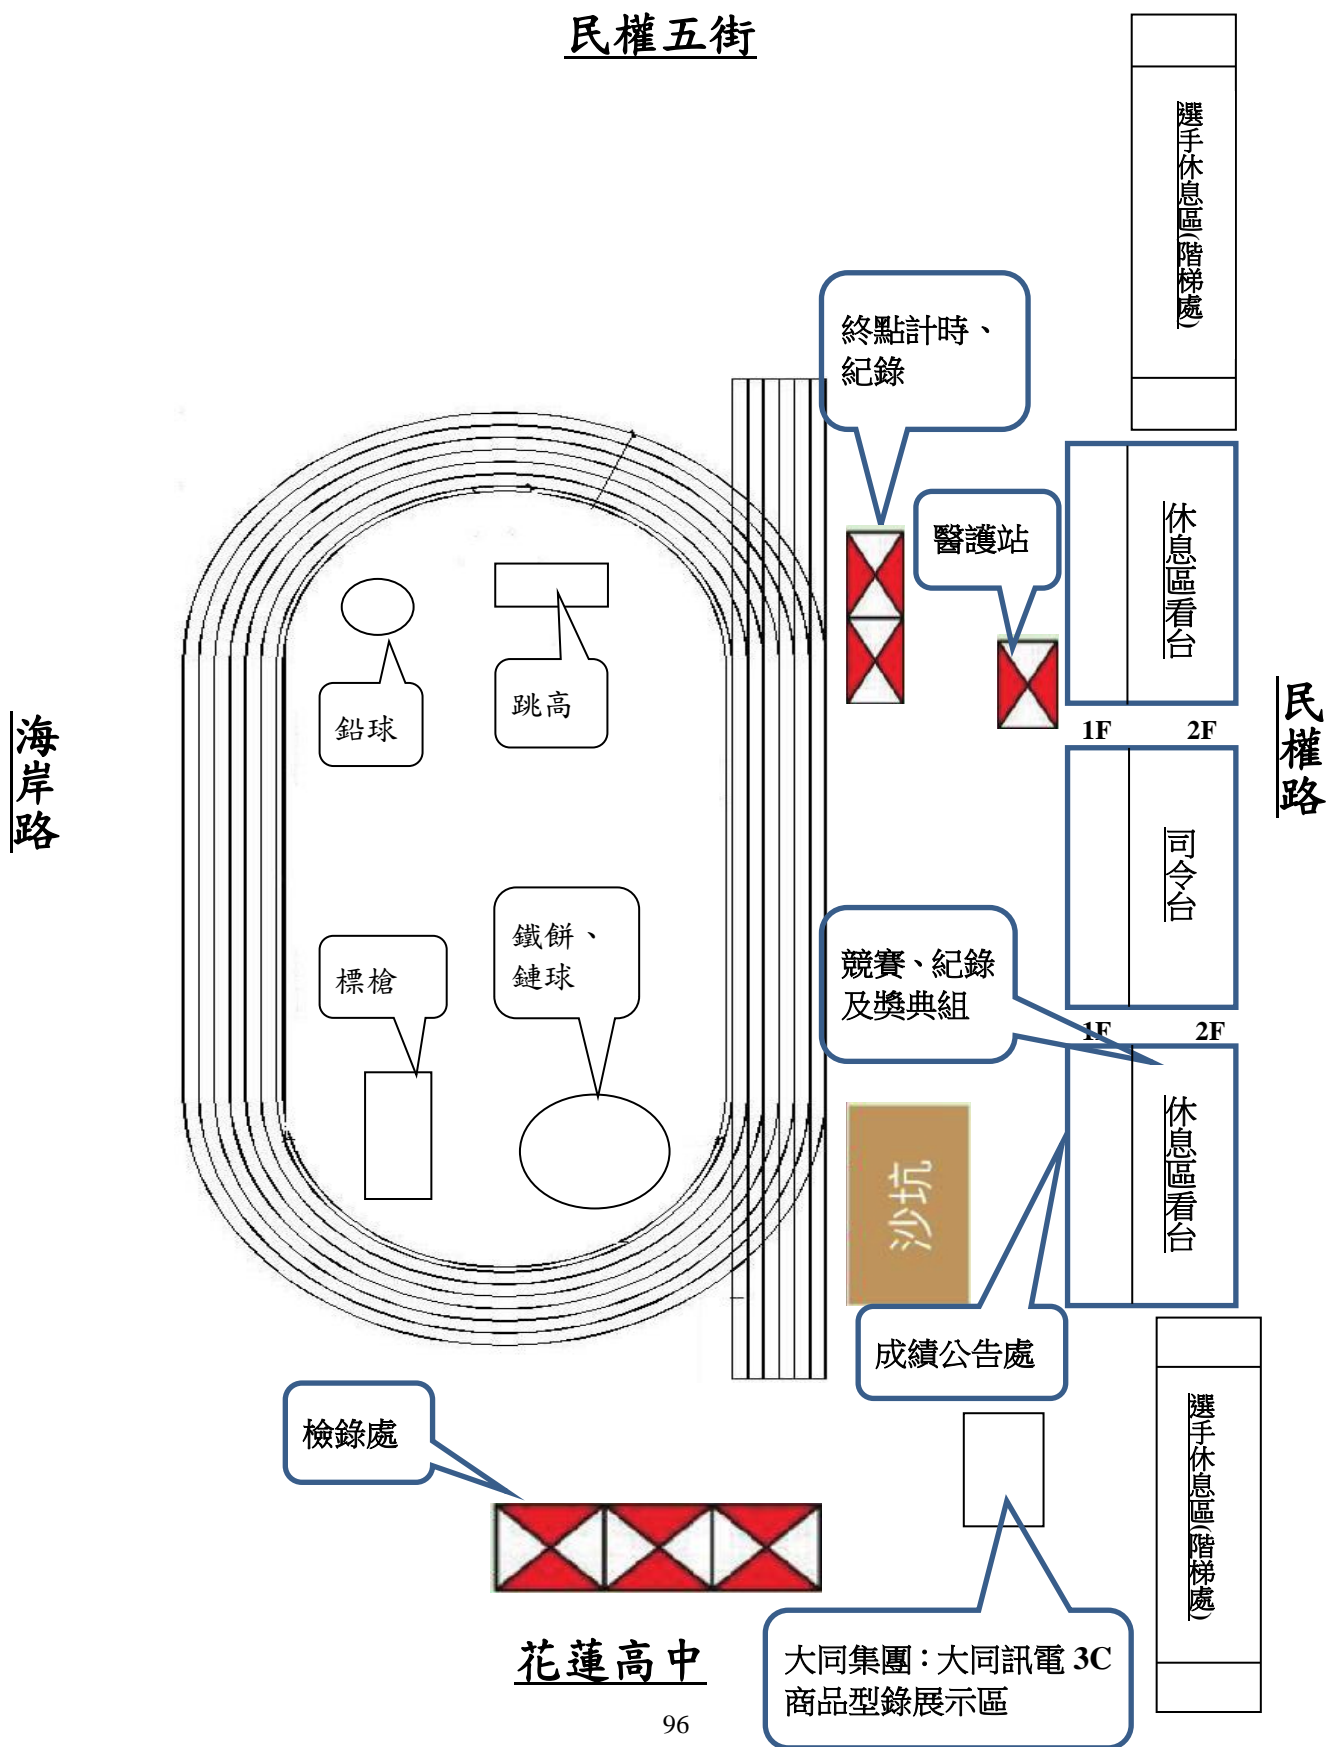 民權五街
選手休息區(階梯處)
終點計時、
紀錄
醫護站
休息區看台
鉛球
跳高
海岸路
民權路
1F 2F
司令台
標槍
鐵餅、
鏈球
競賽、紀錄
及獎典組
1F 2F
休息區看台
沙坑
成績公告處
檢錄處
選手休息區(階梯處)
花蓮高中
大同集團：大同訊電 3C
商品型錄展示區
96